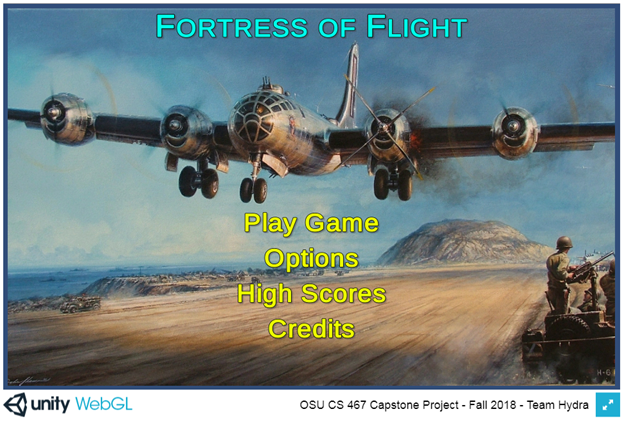 FORTRESS OF FLIGHT
Play Game
Options
High Scores
Credits
unity WebGL
OSU CS 467 Capstone Project - Fall 2018 - Team Hydra